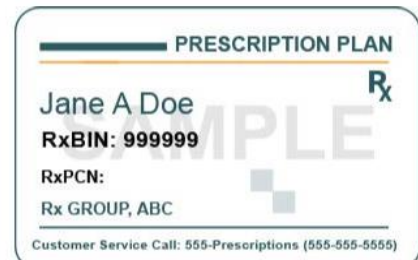 PRESCRIPTION PLAN
Rx
Jane A Doe
SAMPLE
RxBIN: 999999
RxPCN:
Rx GROUP, ABC
Customer Service Call: 555-Prescriptions (555-555-5555)